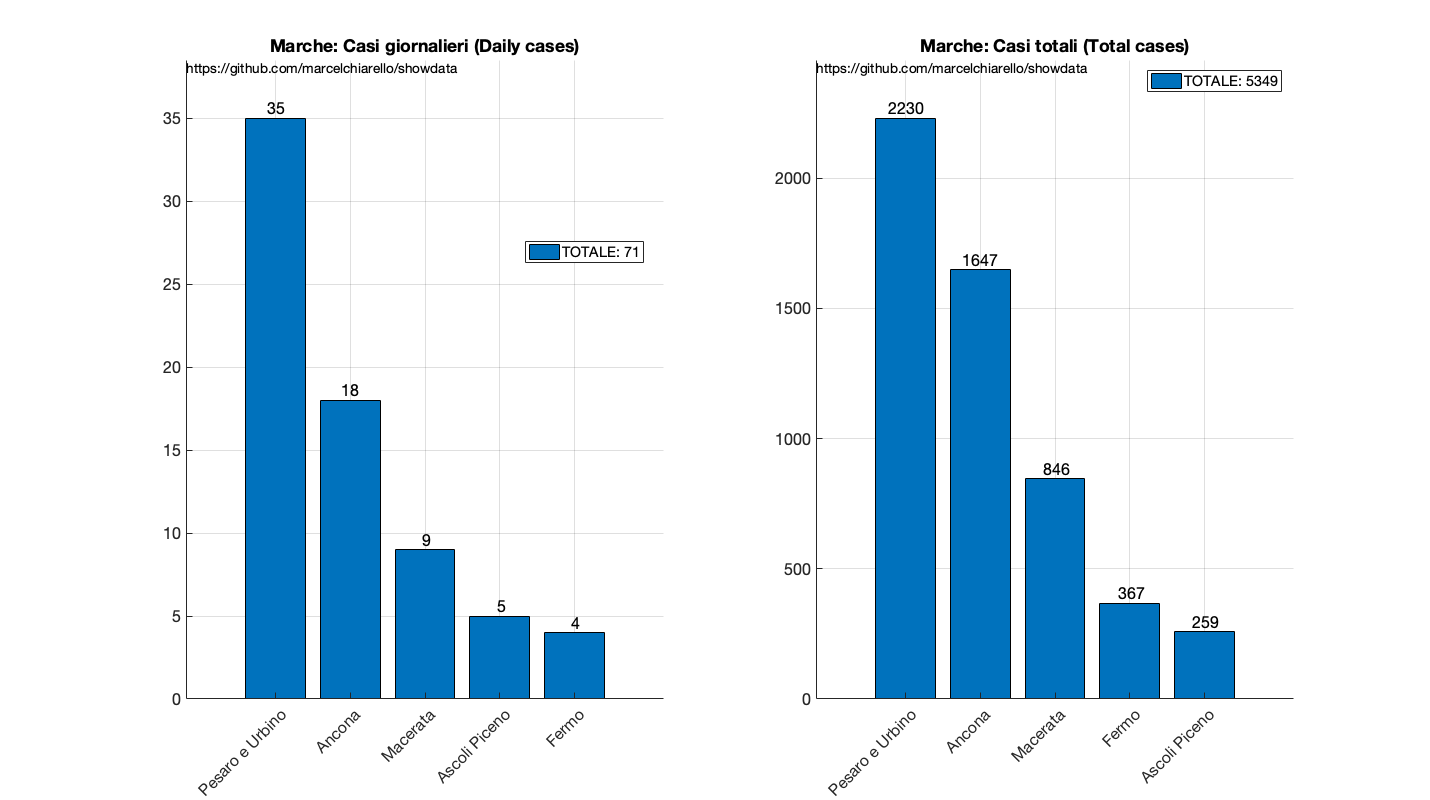 Marche: Casi giornalieri (Daily cases)
https://github.com/marcelchiarello/showdata
35
30
25
20
15
10
5
0
35
18
9
5
4
TOTALE: 71
Pesaro e Urbino
Ancona
Macerata
Ascoli Piceno
Fermo
Marche: Casi totali (Total cases)
https://github.com/marcelchiarello/showdata
TOTALE: 5349
2000
1500
1000
500
0
2230
1647
846
367
259
Pesaro e Urbino
Ancona
Macerata
Fermo
Ascoli Piceno